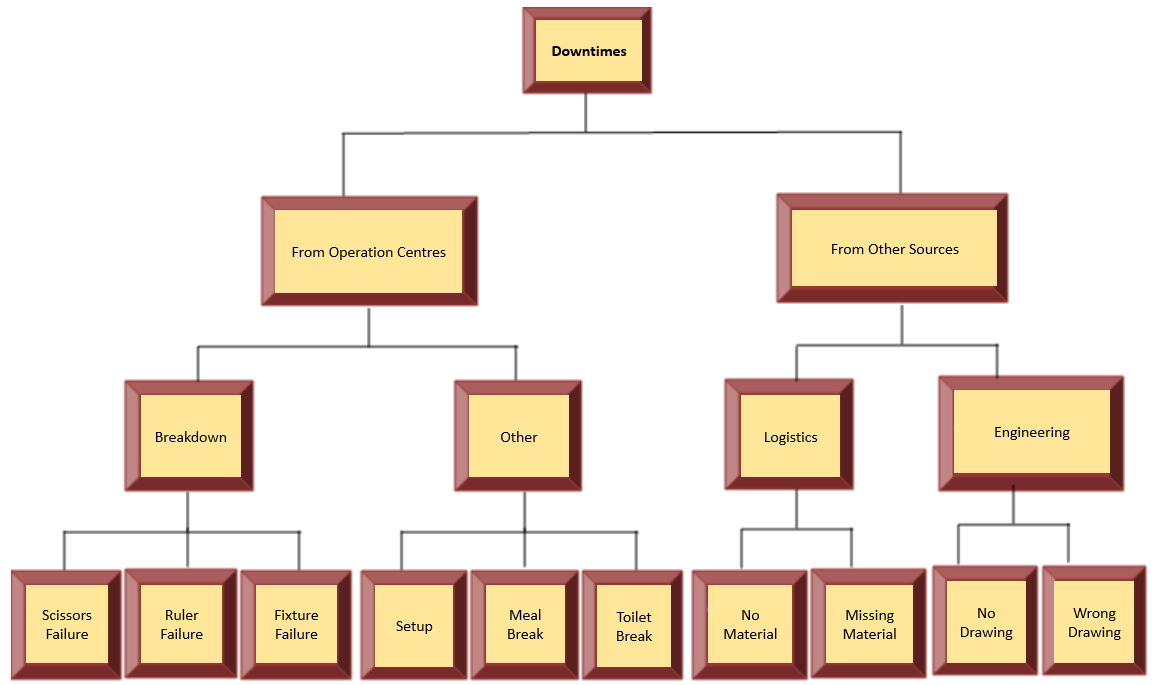 Downtimes
From Operation Centres
From Other Sources
Breakdown
Other
Logistics
Engineering
Scissors
Failure
Ruler
Failure
Fixture
Failure
Setup
Meal
Break
Toilet
Break
No
Material
Missing
Material
No
Drawing
Wrong
Drawing